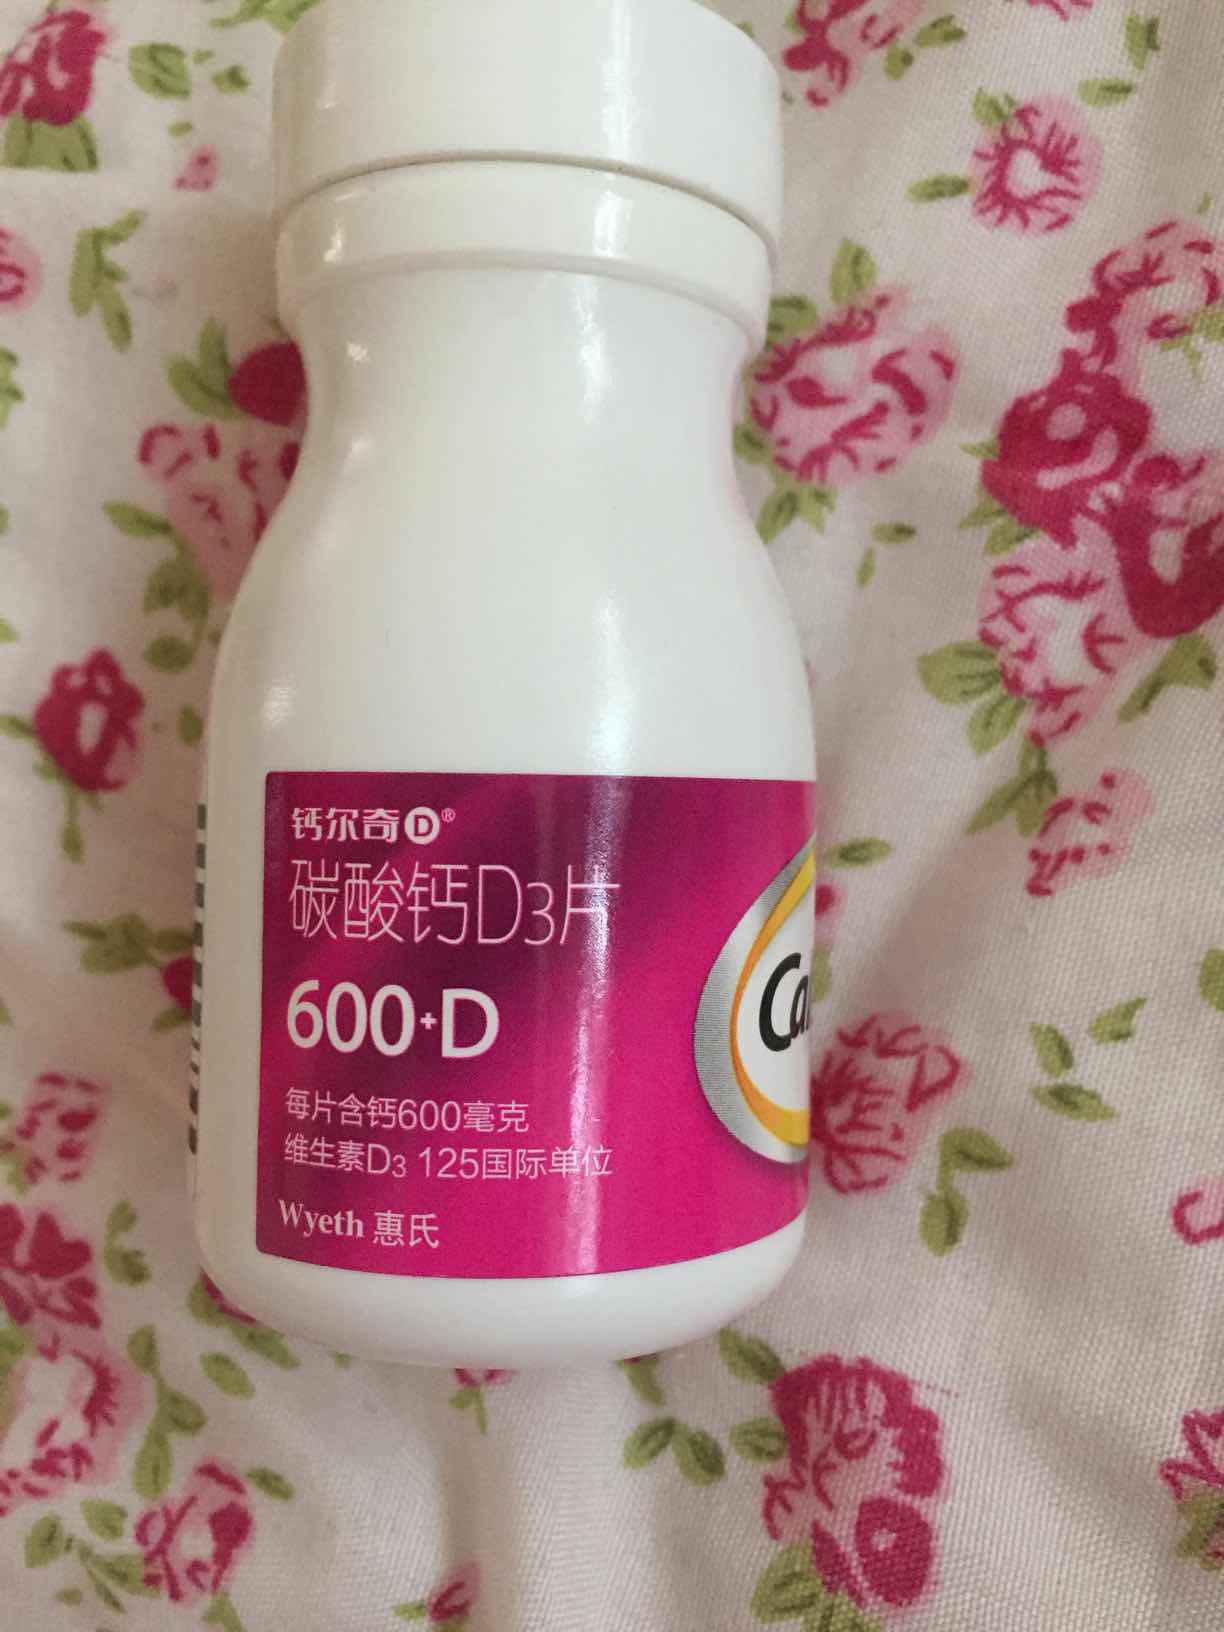 钙尔奇D®
碳酸钙D3片
600+D
每片含钙600毫克
维生素D3 125国际单位
Wyeth 惠氏
Ca